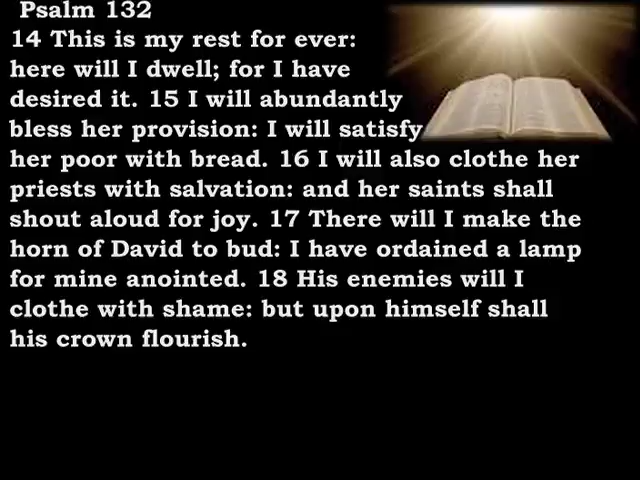 Psalm 132
14 This is my rest for ever:
here will I dwell; for I have
desired it. 15 I will abundantly
bless her provision: I will satisfy
her poor with bread. 16 I will also clothe her
priests with salvation: and her saints shall
shout aloud for joy. 17 There will I make the
horn of David to bud: I have ordained a lamp
for mine anointed. 18 His enemies will I
clothe with shame: but upon himself shall
his crown flourish.